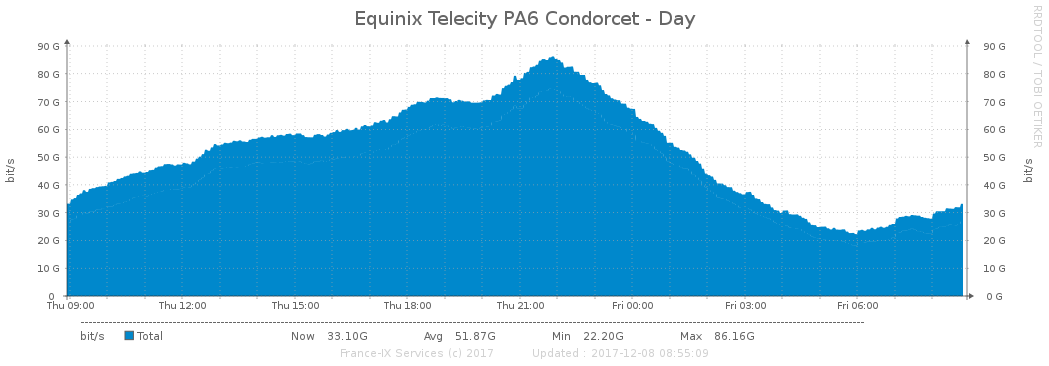 Equinix Telecity PA6 Condorcet - Day
RRDTOOL / TOBI OETIKER
bit/s
90 G 90 G
80 G 80 G
70 G 70 G
60 G 60 G
50 G 50 G
40 G 40 G
30 G 30 G
20 G 20 G
10 G 10 G
0 0 G
bit/s
Thu 09:00 Thu 12:00 Thu 15:00 Thu 18:00 Thu 21:00 Fri 00:00 Fri 03:00 Fri 06:00
bit/s Total Now 33.10G Avg 51.87G Min 22.20G Max 86.16G
France-IX Services (c) 2017 Updated : 2017-12-08 08:55:09